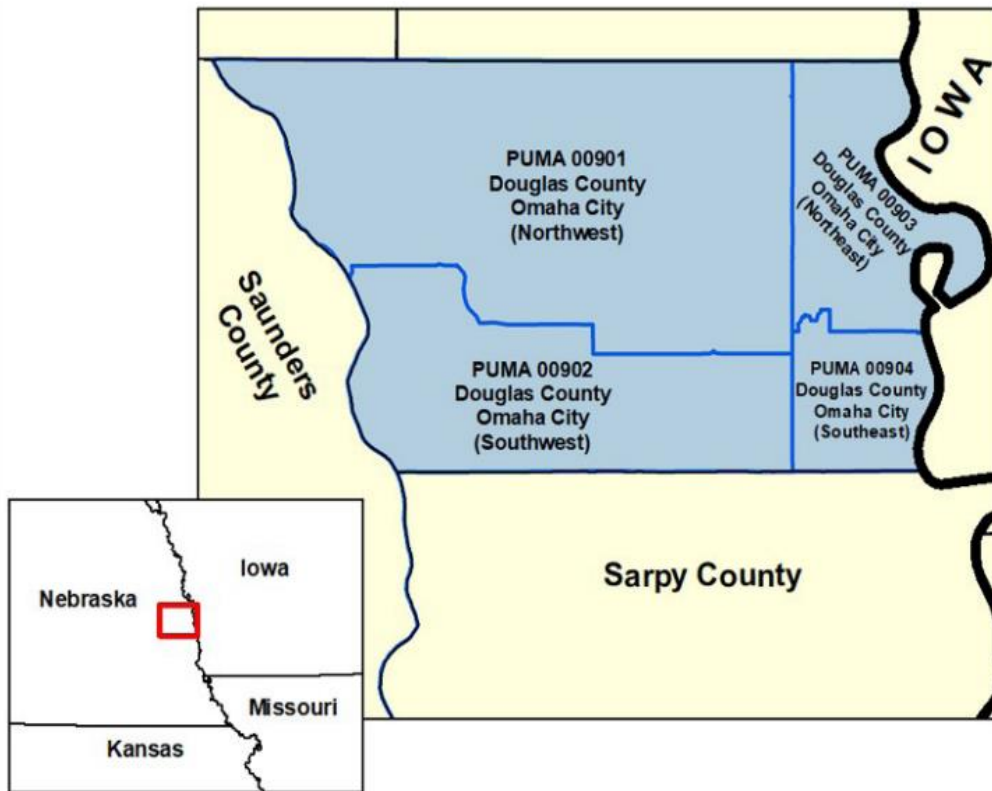 PUMA 00901
Douglas County
Omaha City
(Northwest)
PUMA 00903
Douglas County
Omaha City
(Northeast)
IOWA
Saunders
County
PUMA 00902
Douglas County
Omaha City
(Southwest)
PUMA 00904
Douglas County
Omaha City
(Southeast)
Sarpy County
Nebraska
Iowa
Missouri
Kansas